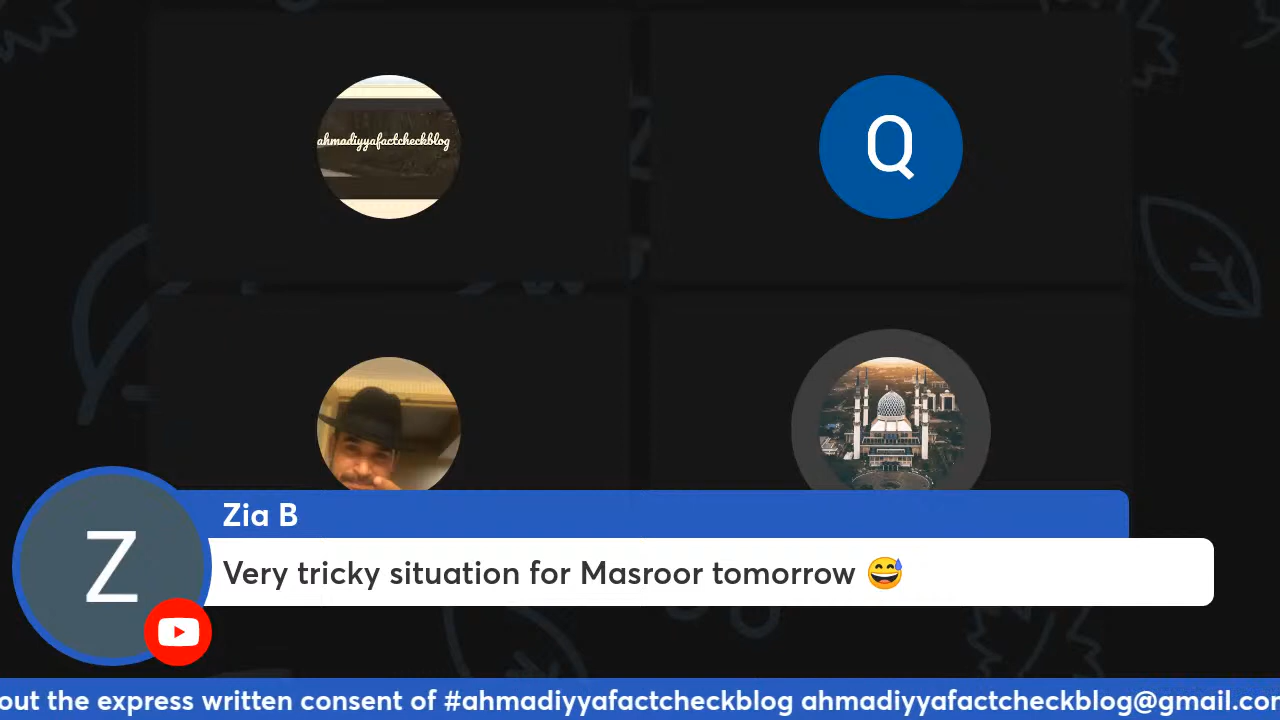 ahmadiyyafactcheckblog
Q
Z
Zia B
Very tricky situation for Masroor tomorrow 😅
out the express written consent of #ahmadiyyafactcheckblog ahmadiyyafactcheckblog@gmail.com